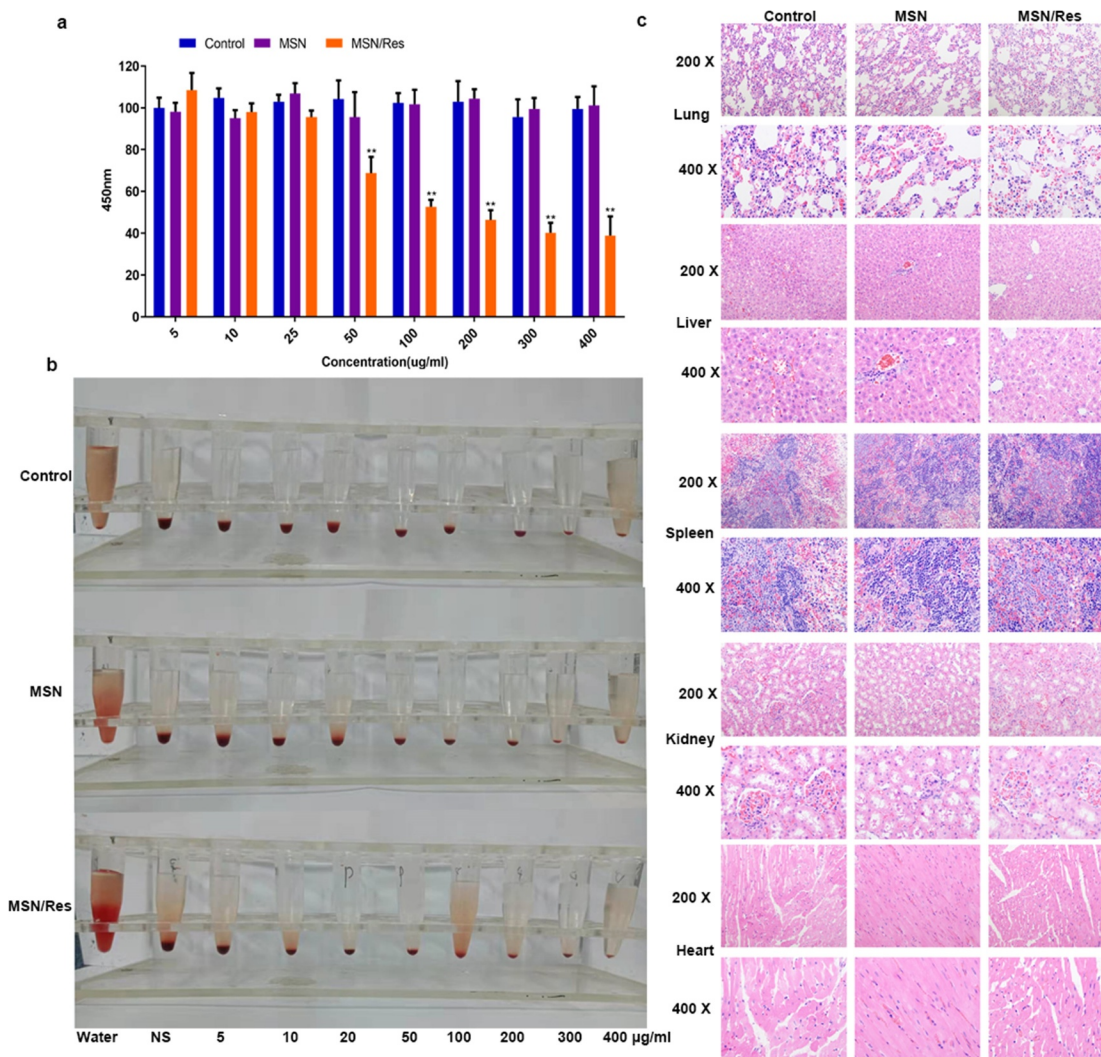 a
Control MSN MSN/Res
120
100
80
60
40
20
0
450nm
** ** ** ** **
5 10 25 50 100 200 300 400
Concentration(ug/ml)
b
Control
MSN
MSN/Res
P
Water NS 5 10 20 50 100 200 300 400 µg/ml
c
Control MSN MSN/Res
200 X
Lung
400 X
200 X
Liver
400 X
200 X
Spleen
400 X
200 X
Kidney
400 X
200 X
Heart
400 X